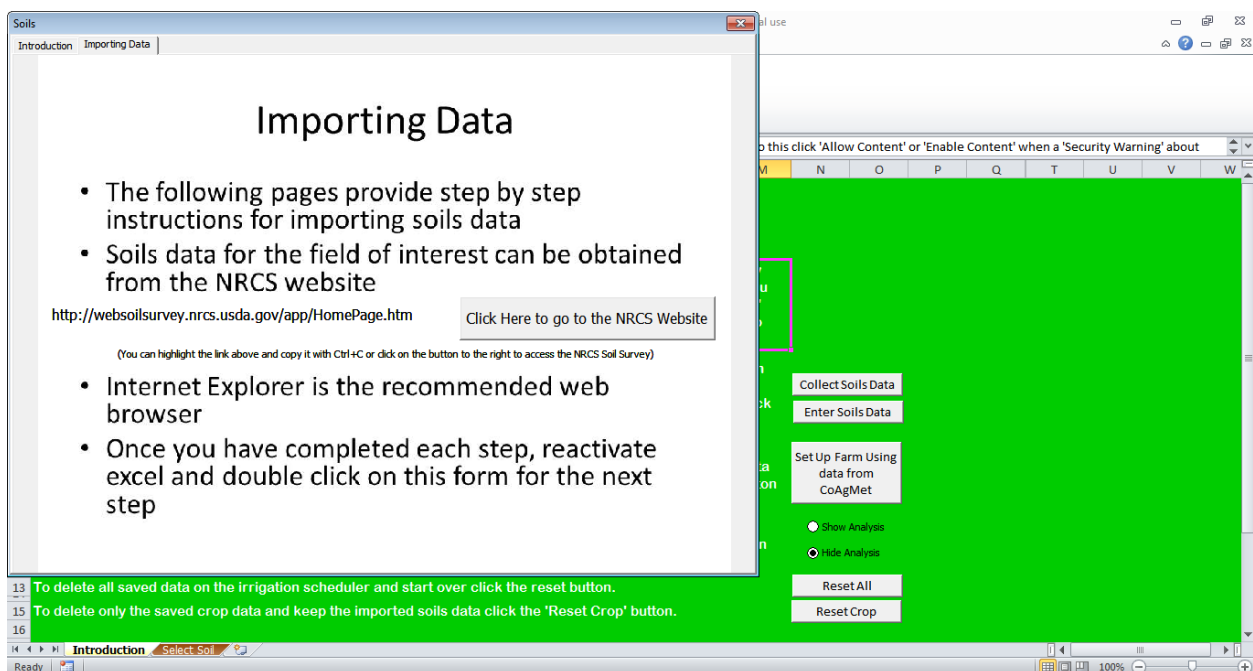 Soils
al use
Introduction Importing Data
Importing Data
• The following pages provide step by step
instructions for importing soils data
• Soils data for the field of interest can be obtained
from the NRCS website
http://websoilsurvey.nrcs.usda.gov/app/HomePage.htm
Click Here to go to the NRCS Website
(You can highlight the link above and copy it with Ctrl+C or click on the button to the right to access the NRCS Soil Survey)
• Internet Explorer is the recommended web
browser
• Once you have completed each step, reactivate
excel and double click on this form for the next
step
o this click 'Allow Content' or 'Enable Content' when a 'Security Warning' about
M N O P Q R S T U V W
Collect Soils Data
Enter Soils Data
Set Up Farm Using
data from
CoAgMet
Show Analysis
Hide Analysis
13 To delete all saved data on the irrigation scheduler and start over click the reset button.
Reset All
15 To delete only the saved crop data and keep the imported soils data click the 'Reset Crop' button.
Reset Crop
16
Introduction Select Soil
Ready 100%